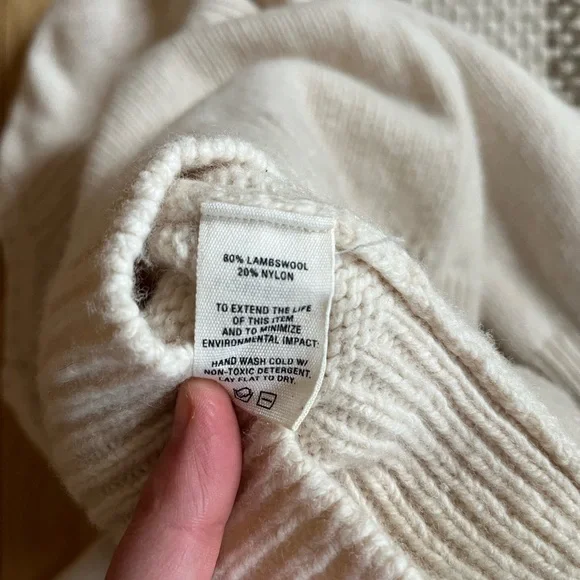 80% LAMBSWOOL
20% NYLON
TO EXTEND THE LIFE
OF THIS ITEM
AND TO MINIMIZE
ENVIRONMENTAL IMPACT:
HAND WASH COLD W/
NON-TOXIC DETERGENT.
LAY FLAT TO DRY.